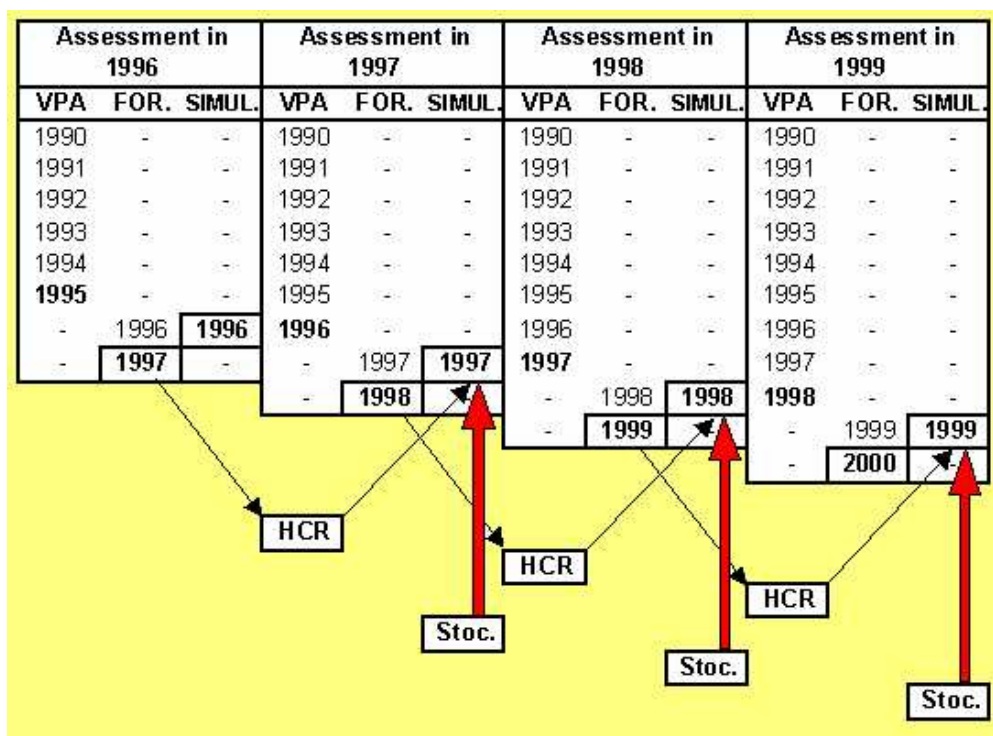 Assessment in Assessment in Assessment in Assessment in
1996 1997 1998 1999
VPA FOR. SIMUL. VPA FOR. SIMUL. VPA FOR. SIMUL. VPA FOR. SIMUL.
1990 - - 1990 - - 1990 - - 1990 - -
1991 - - 1991 - - 1991 - - 1991 - -
1992 - - 1992 - - 1992 - - 1992 - -
1993 - - 1993 - - 1993 - - 1993 - -
1994 - - 1994 - - 1994 - - 1994 - -
1995 - - 1995 - - 1995 - - 1995 - -
- 1996 1996 1996 - - 1996 - - 1996 - -
- 1997 - - 1997 1997 1997 - - 1997 - -
- 1998 - - 1998 1998 1998 - -
- 1999 - - 1999 1999
- 2000 -
HCR
HCR
HCR
Stoc.
Stoc.
Stoc.